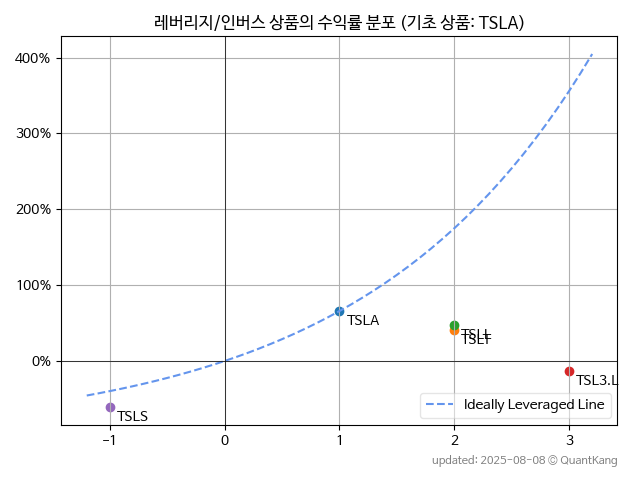 레버리지/인버스 상품의 수익률 분포 (기초 상품: TSLA)
400%
300%
200%
100%
0%
TSLA
TSLL
TSLT
TSL3.L
TSLS
Ideally Leveraged Line
−1
0
1
2
3
updated: 2025-08-08 © QuantKang